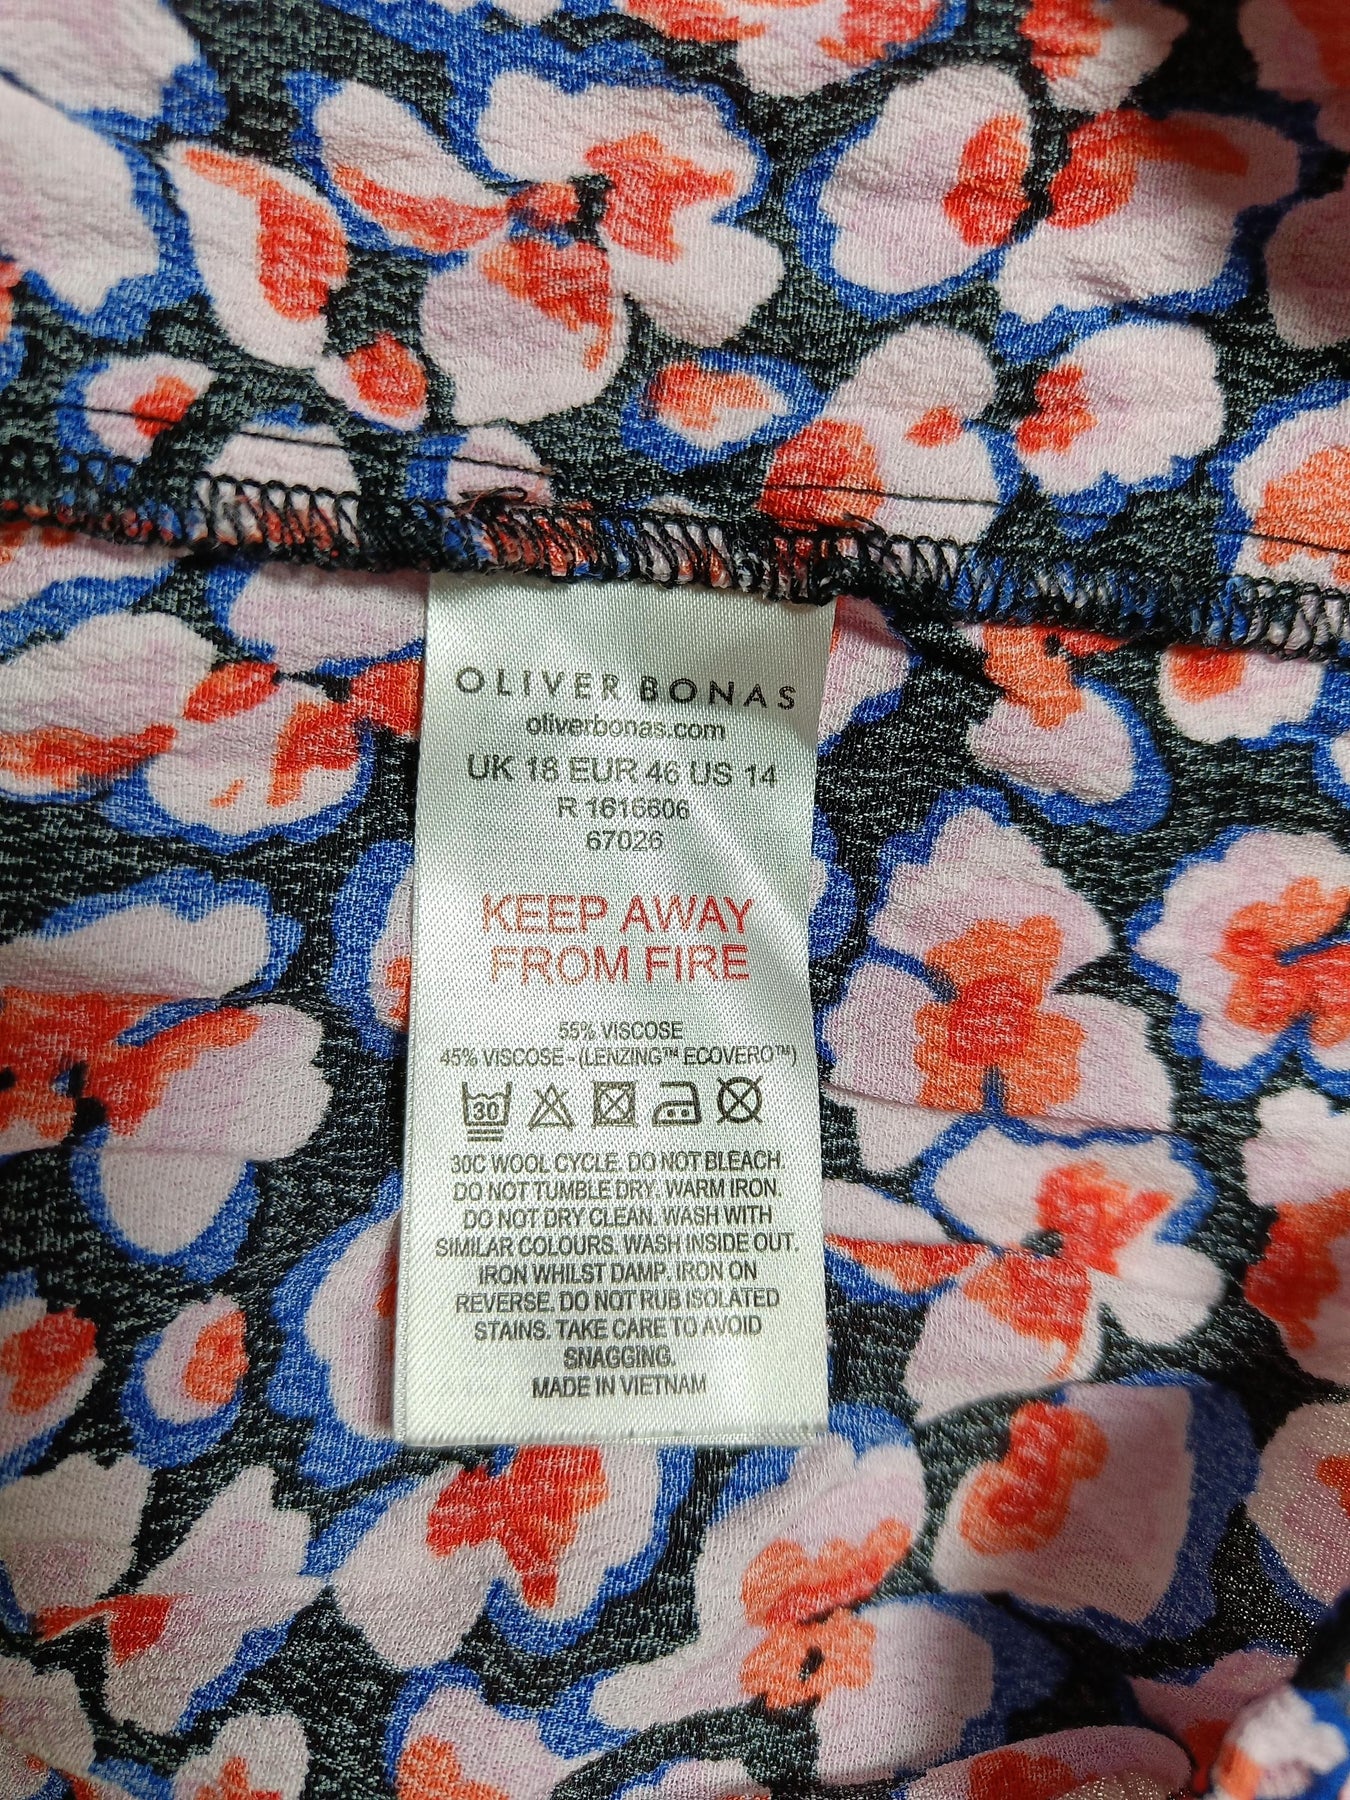 OLIVER BONAS
oliverbonas.com
UK 18 EUR 46 US 14
R 1616606
67026
KEEP AWAY
FROM FIRE
55% VISCOSE
45% VISCOSE-(LENZING™ ECOVERO™)
30
30C WOOL CYCLE. DO NOT BLEACH.
DO NOT TUMBLE DRY. WARM IRON.
DO NOT DRY CLEAN. WASH WITH
SIMILAR COLOURS. WASH INSIDE OUT.
IRON WHILST DAMP. IRON ON
REVERSE. DO NOT RUB ISOLATED
STAINS. TAKE CARE TO AVOID
SNAGGING.
MADE IN VIETNAM